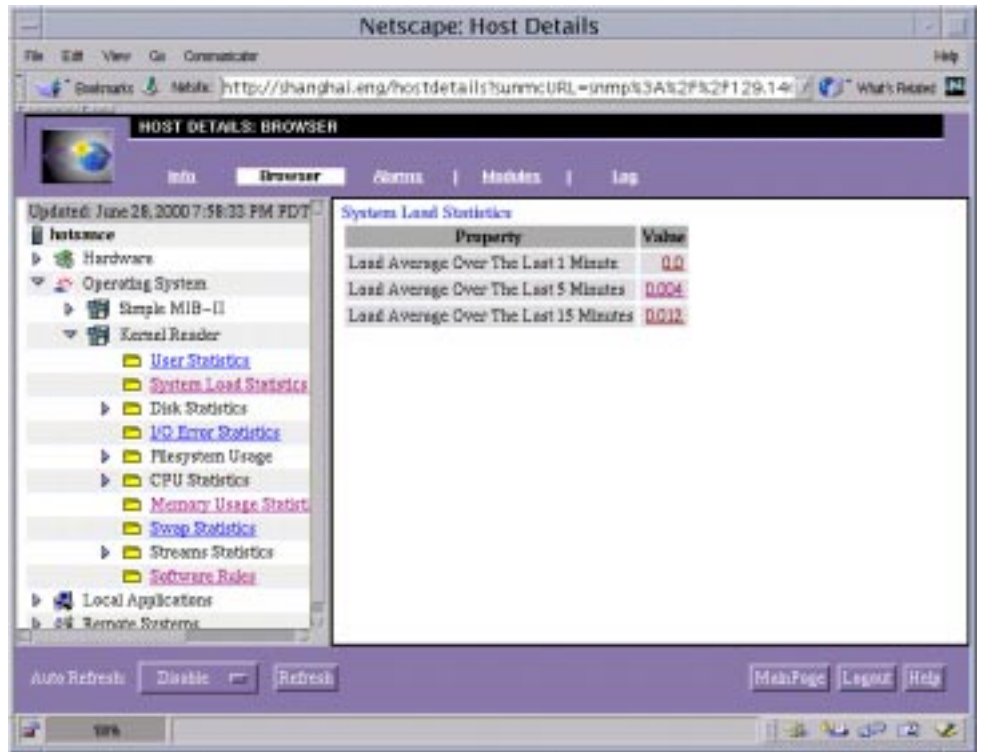 Netscape: Host Details
File Edit View Go Communicator Help
Bookmarks Netsite: http://shanghai.eng/hostdetails?sunmcURL=snmp%3A%2F%2F129.14 What's Related
HOST DETAILS: BROWSER
Info Browser Alarms | Modules | Log
Updated: June 28, 2000 7:58:33 PM PDT
Hardware
Operating System
Simple MIB-II
Kernel Reader
User Statistics
System Load Statistics
Disk Statistics
I/O Error Statistics
Filesystem Usage
CPU Statistics
Memory Usage Statisti
Swap Statistics
Streams Statistics
Software Rules
Local Applications
Remote Systems
System Load Statistics
Property Value
Load Average Over The Last 1 Minute 0.0
Load Average Over The Last 5 Minutes 0.004
Load Average Over The Last 15 Minutes 0.012
Auto Refresh: Disable Refresh
MainPage Logout Help